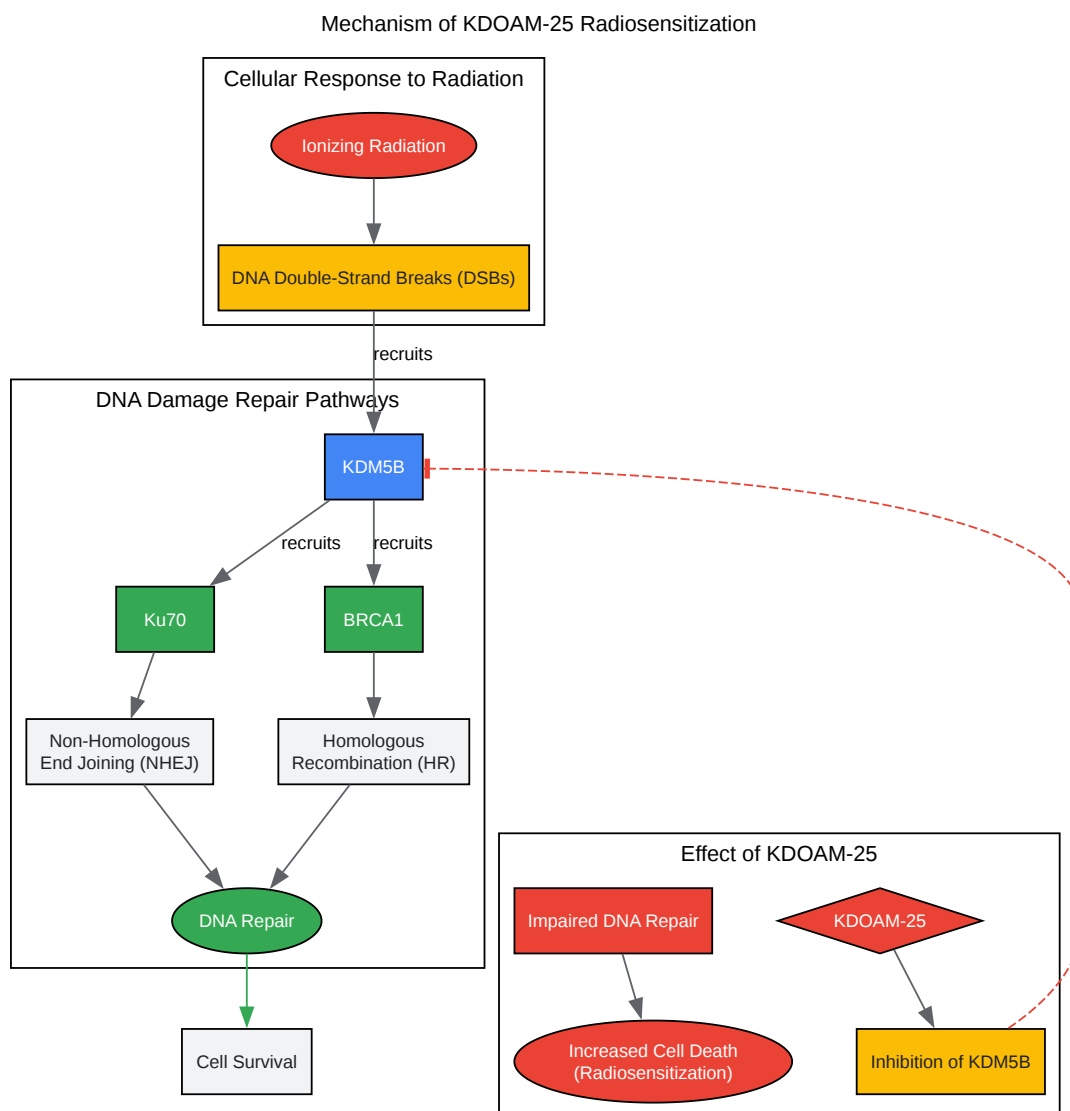 Mechanism of KDOAM-25 Radiosensitization
Cellular Response to Radiation
Ionizing Radiation
DNA Double-Strand Breaks (DSBs)
recruits
DNA Damage Repair Pathways
KDM5B
recruits
recruits
Ku70
BRCA1
Non-Homologous
End Joining (NHEJ)
Homologous
Recombination (HR)
DNA Repair
Cell Survival
Effect of KDOAM-25
Impaired DNA Repair
KDOAM-25
Increased Cell Death
(Radiosensitization)
Inhibition of KDM5B